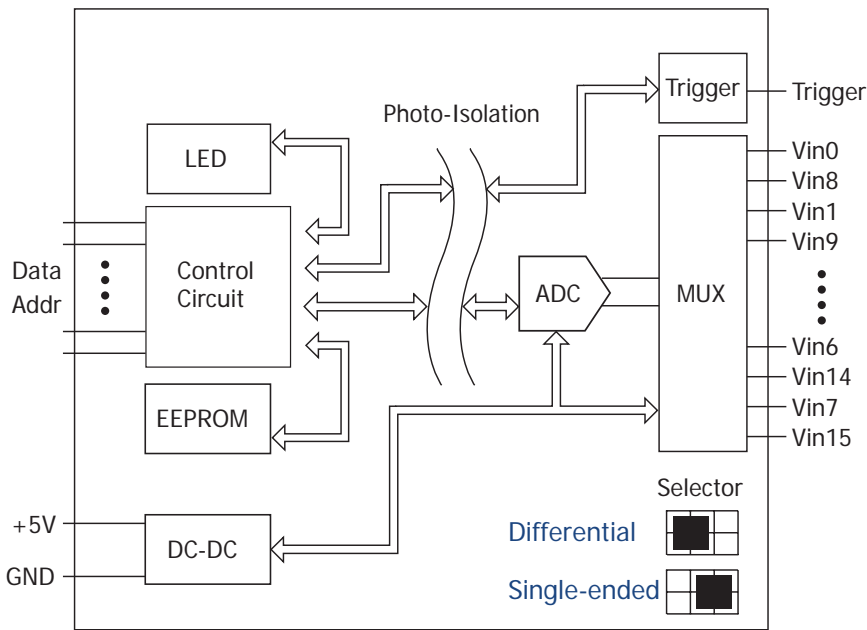 Photo-Isolation
Trigger
Trigger
LED
Data
Addr
Control
Circuit
ADC
MUX
Vin0
Vin8
Vin1
Vin9
Vin6
Vin14
Vin7
Vin15
EEPROM
+5V
GND
DC-DC
Selector
Differential
Single-ended